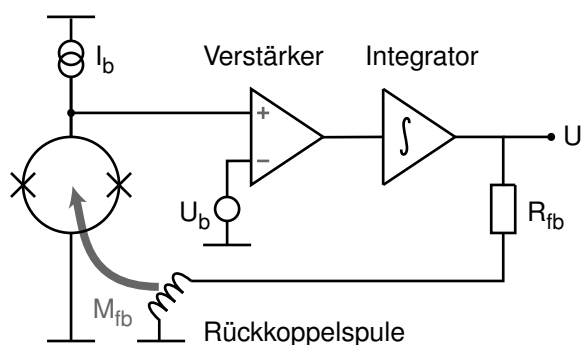 I_b
Verstärker
Integrator
+
−
∫
U
U_b
R_fb
M_fb
Rückkoppelspule